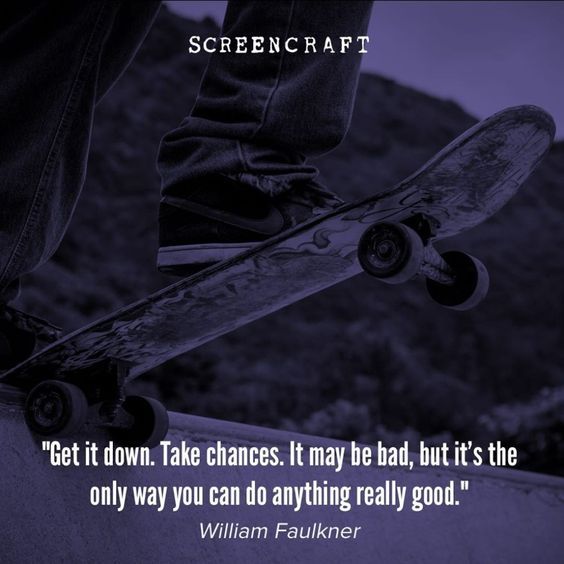 SCREENCRAFT
"Get it down. Take chances. It may be bad, but it's the
only way you can do anything really good."
William Faulkner